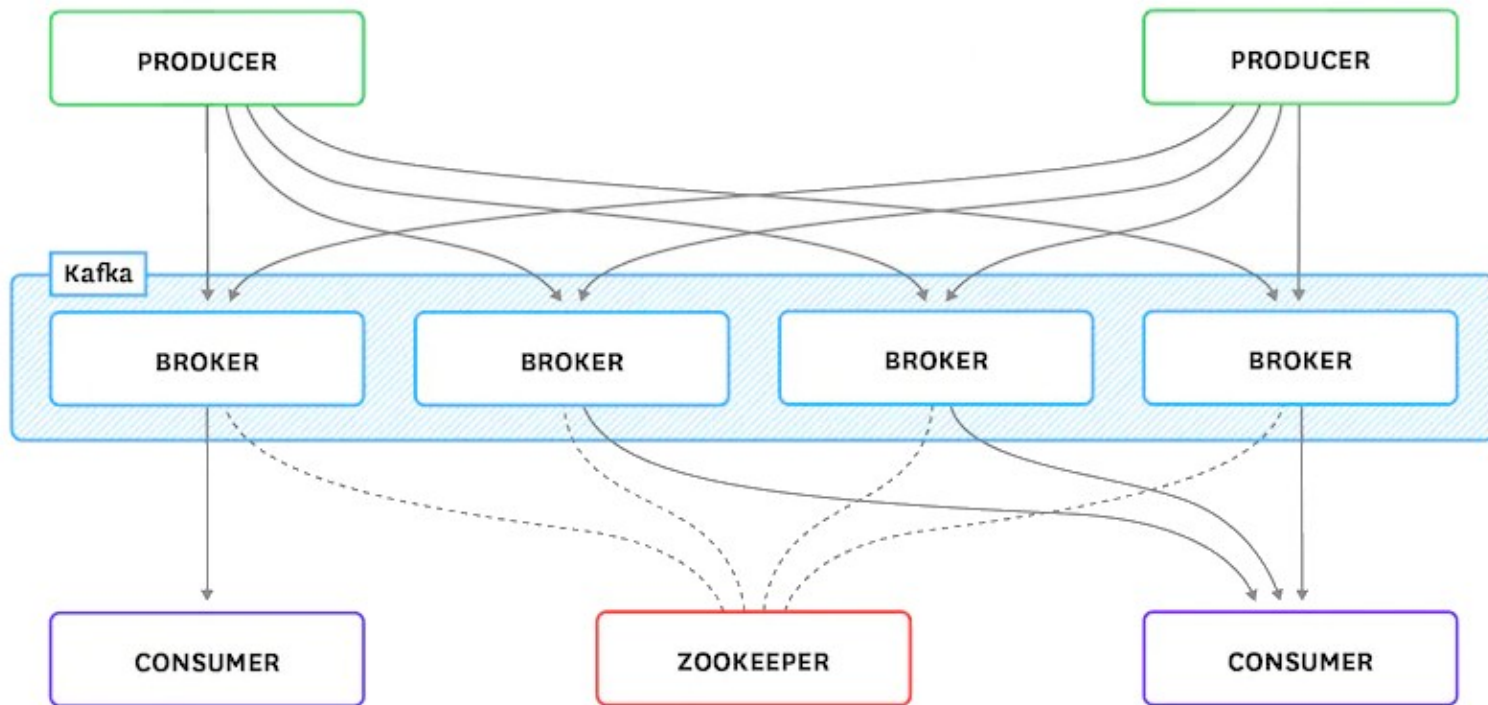 PRODUCER
PRODUCER
Kafka
BROKER
BROKER
BROKER
BROKER
CONSUMER
ZOOKEEPER
CONSUMER